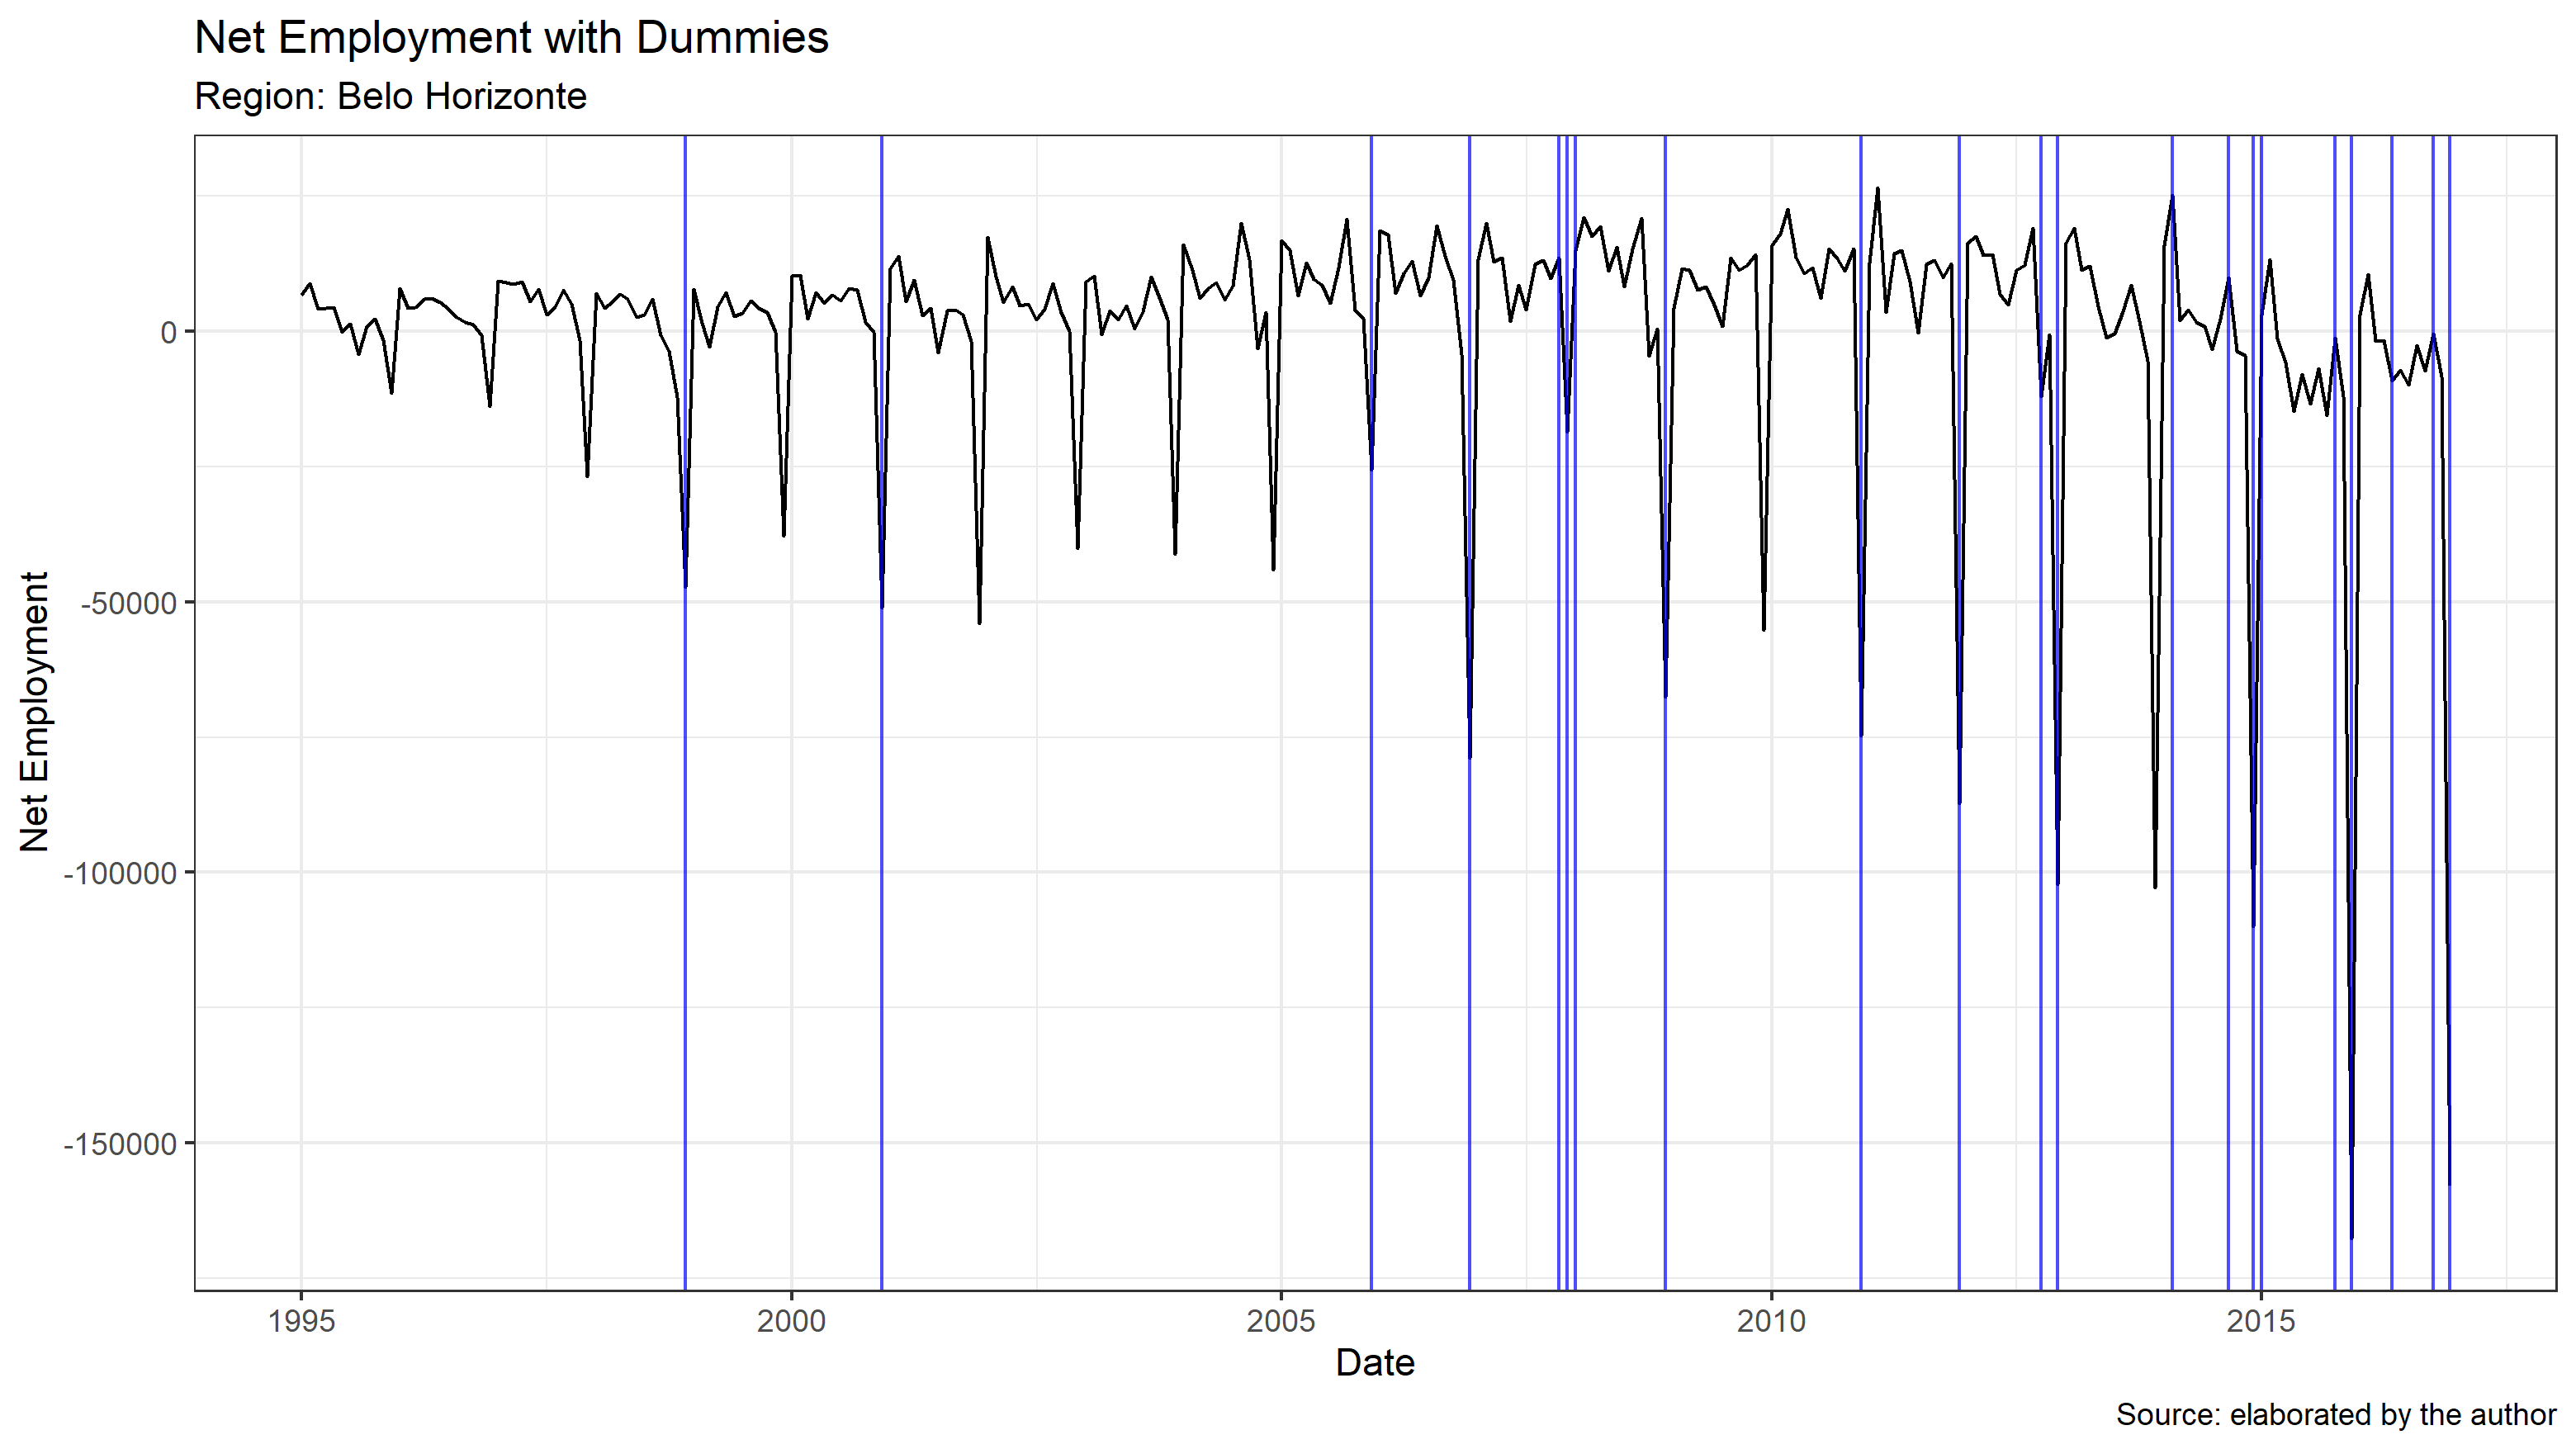 Net Employment with Dummies
Region: Belo Horizonte
Net Employment
0
-50000
-100000
-150000
1995
2000
2005
2010
2015
Date
Source: elaborated by the author